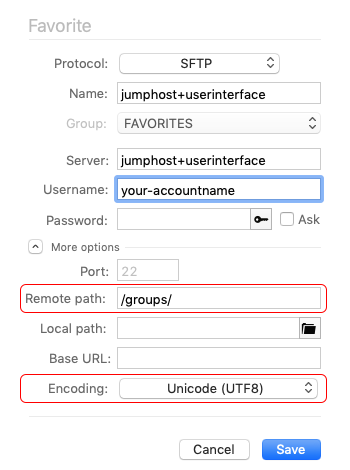 Favorite
Protocol: SFTP
Name: jumphost+userinterface
Group: FAVORITES
Server: jumphost+userinterface
Username: your-accountname
Password: Ask
More options
Port: 22
Remote path: /groups/
Local path:
Base URL:
Encoding: Unicode (UTF8)
Cancel Save